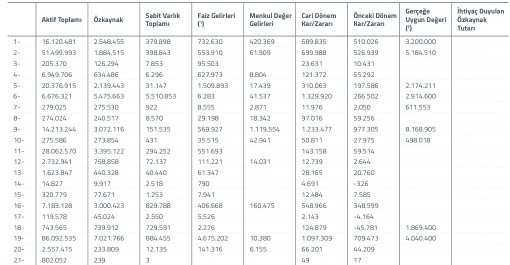 Aktif Toplamı Özkaynak Sabit Varlık Toplamı Faiz Gelirleri (¹) Menkul Değer Gelirleri Cari Dönem Kar/Zararı Önceki Dönem Kar/Zararı Gerçeğe Uygun Değeri (²) İhtiyaç Duyulan Özkaynak Tutarı
1- 16.120.481 2.548.455 379.898 732.630 420.369 589.835 510.026 3.200.000
2- 51.499.993 1.884.515 398.843 553.910 61.909 699.988 526.939 5.184.510
3- 205.370 126.294 7.853 95.503 23.631 10.431
4- 6.949.706 634.486 6.296 627.973 8.804 121.372 55.292
5- 20.376.915 2.139.443 31.147 1.509.893 17.439 310.063 197.586 2.174.211
6- 6.676.321 5.475.663 5.510.853 6.283 41.537 1.329.920 266.502 2.914.600
7- 279.025 275.530 922 8.555 2.871 11.976 2.050 611.553
8- 274.024 240.517 8.570 29.198 18.342 97.016 59.256
9- 14.213.244 3.072.116 151.535 569.927 1.119.554 1.233.477 977.305 8.168.905
10- 275.586 273.854 431 35.515 42.941 50.811 27.975 498.018
11- 28.062.570 3.395.122 294.252 551.693 143.158 59.514
12- 2.732.941 758.858 72.137 111.221 14.031 12.739 2.644
13- 1.623.847 440.328 40.440 61.347 28.165 20.760
14- 14.827 9.917 2.518 790 4.691 -326
15- 320.779 77.671 1.253 7.941 12.484 7.585
16- 7.183.128 3.000.423 829.788 406.668 160.475 548.966 348.599
17- 119.578 45.024 2.550 5.526 2.143 -4.164
18- 743.565 739.912 729.591 2.276 124.879 -45.781 1.869.400
19- 86.092.535 7.021.766 884.455 4.675.202 10.380 1.097.309 709.473 4.040.400
20- 2.557.415 233.809 12.135 141.316 6.155 66.201 44.209
21- 802.052 239 3 49 17